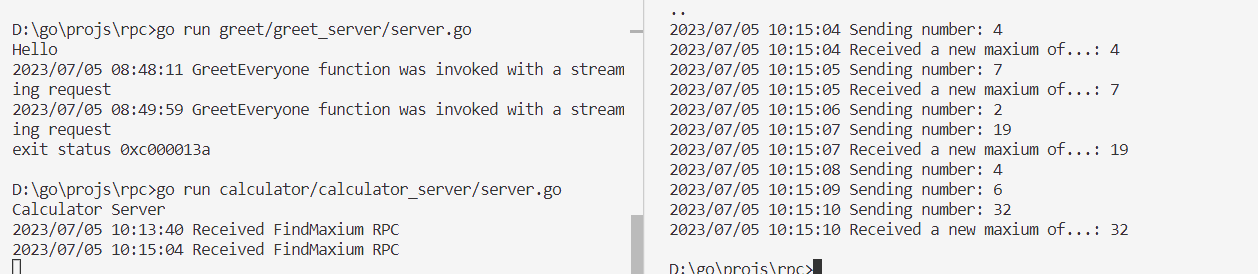 D:\go\projs\rpc>go run greet/greet_server/server.go
Hello
2023/07/05 08:48:11 GreetEveryone function was invoked with a stream
ing request
2023/07/05 08:49:59 GreetEveryone function was invoked with a stream
ing request
exit status 0xc000013a
D:\go\projs\rpc>go run calculator/calculator_server/server.go
Calculator Server
2023/07/05 10:13:40 Received FindMaxium RPC
2023/07/05 10:15:04 Received FindMaxium RPC
..
2023/07/05 10:15:04 Sending number: 4
2023/07/05 10:15:04 Received a new maxium of...: 4
2023/07/05 10:15:05 Sending number: 7
2023/07/05 10:15:05 Received a new maxium of...: 7
2023/07/05 10:15:06 Sending number: 2
2023/07/05 10:15:07 Sending number: 19
2023/07/05 10:15:07 Received a new maxium of...: 19
2023/07/05 10:15:08 Sending number: 4
2023/07/05 10:15:09 Sending number: 6
2023/07/05 10:15:10 Sending number: 32
2023/07/05 10:15:10 Received a new maxium of...: 32
D:\go\projs\rpc>